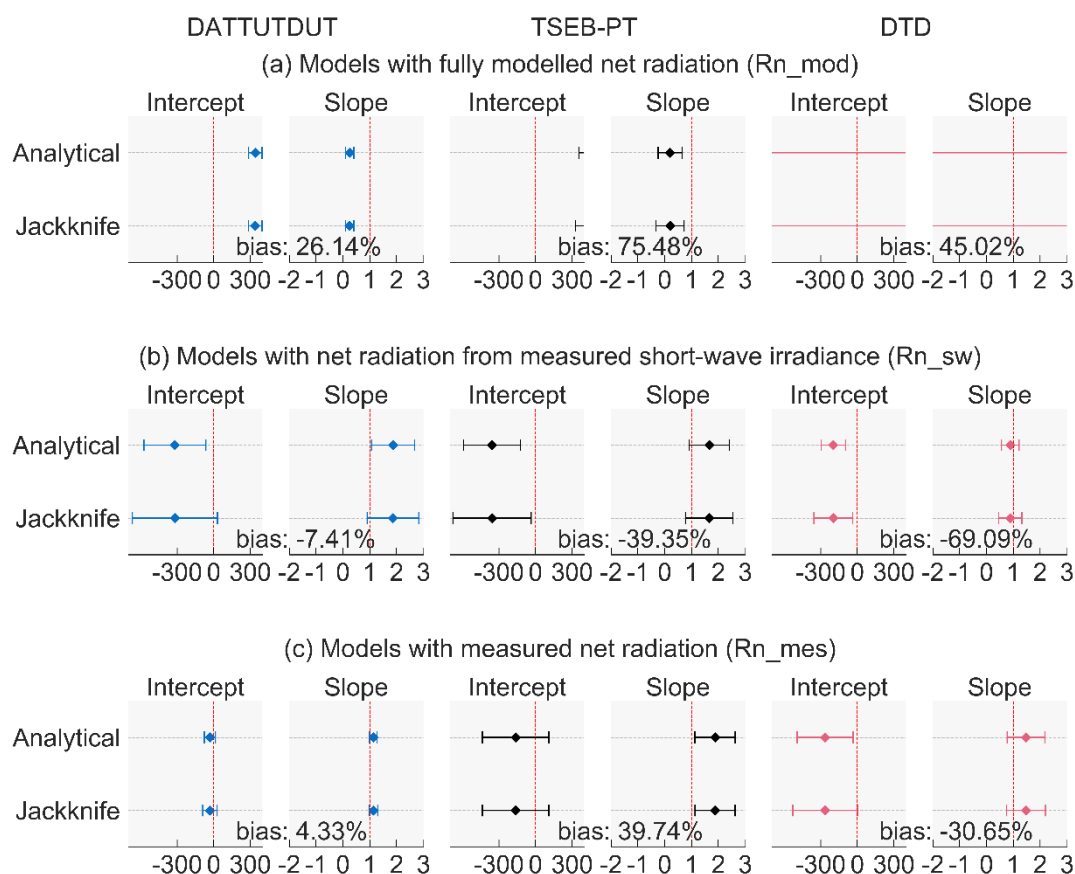 DATTUTDUT TSEB-PT DTD
(a) Models with fully modelled net radiation (Rn_mod)
Intercept Slope Intercept Slope Intercept Slope
Analytical
Jackknife
bias: 26.14% bias: 75.48% bias: 45.02%
-300 0 300 -2 -1 0 1 2 3 -300 0 300 -2 -1 0 1 2 3 -300 0 300 -2 -1 0 1 2 3
(b) Models with net radiation from measured short-wave irradiance (Rn_sw)
Intercept Slope Intercept Slope Intercept Slope
Analytical
Jackknife
bias: -7.41% bias: -39.35% bias: -69.09%
-300 0 300 -2 -1 0 1 2 3 -300 0 300 -2 -1 0 1 2 3 -300 0 300 -2 -1 0 1 2 3
(c) Models with measured net radiation (Rn_mes)
Intercept Slope Intercept Slope Intercept Slope
Analytical
Jackknife
bias: 4.33% bias: 39.74% bias: -30.65%
-300 0 300 -2 -1 0 1 2 3 -300 0 300 -2 -1 0 1 2 3 -300 0 300 -2 -1 0 1 2 3